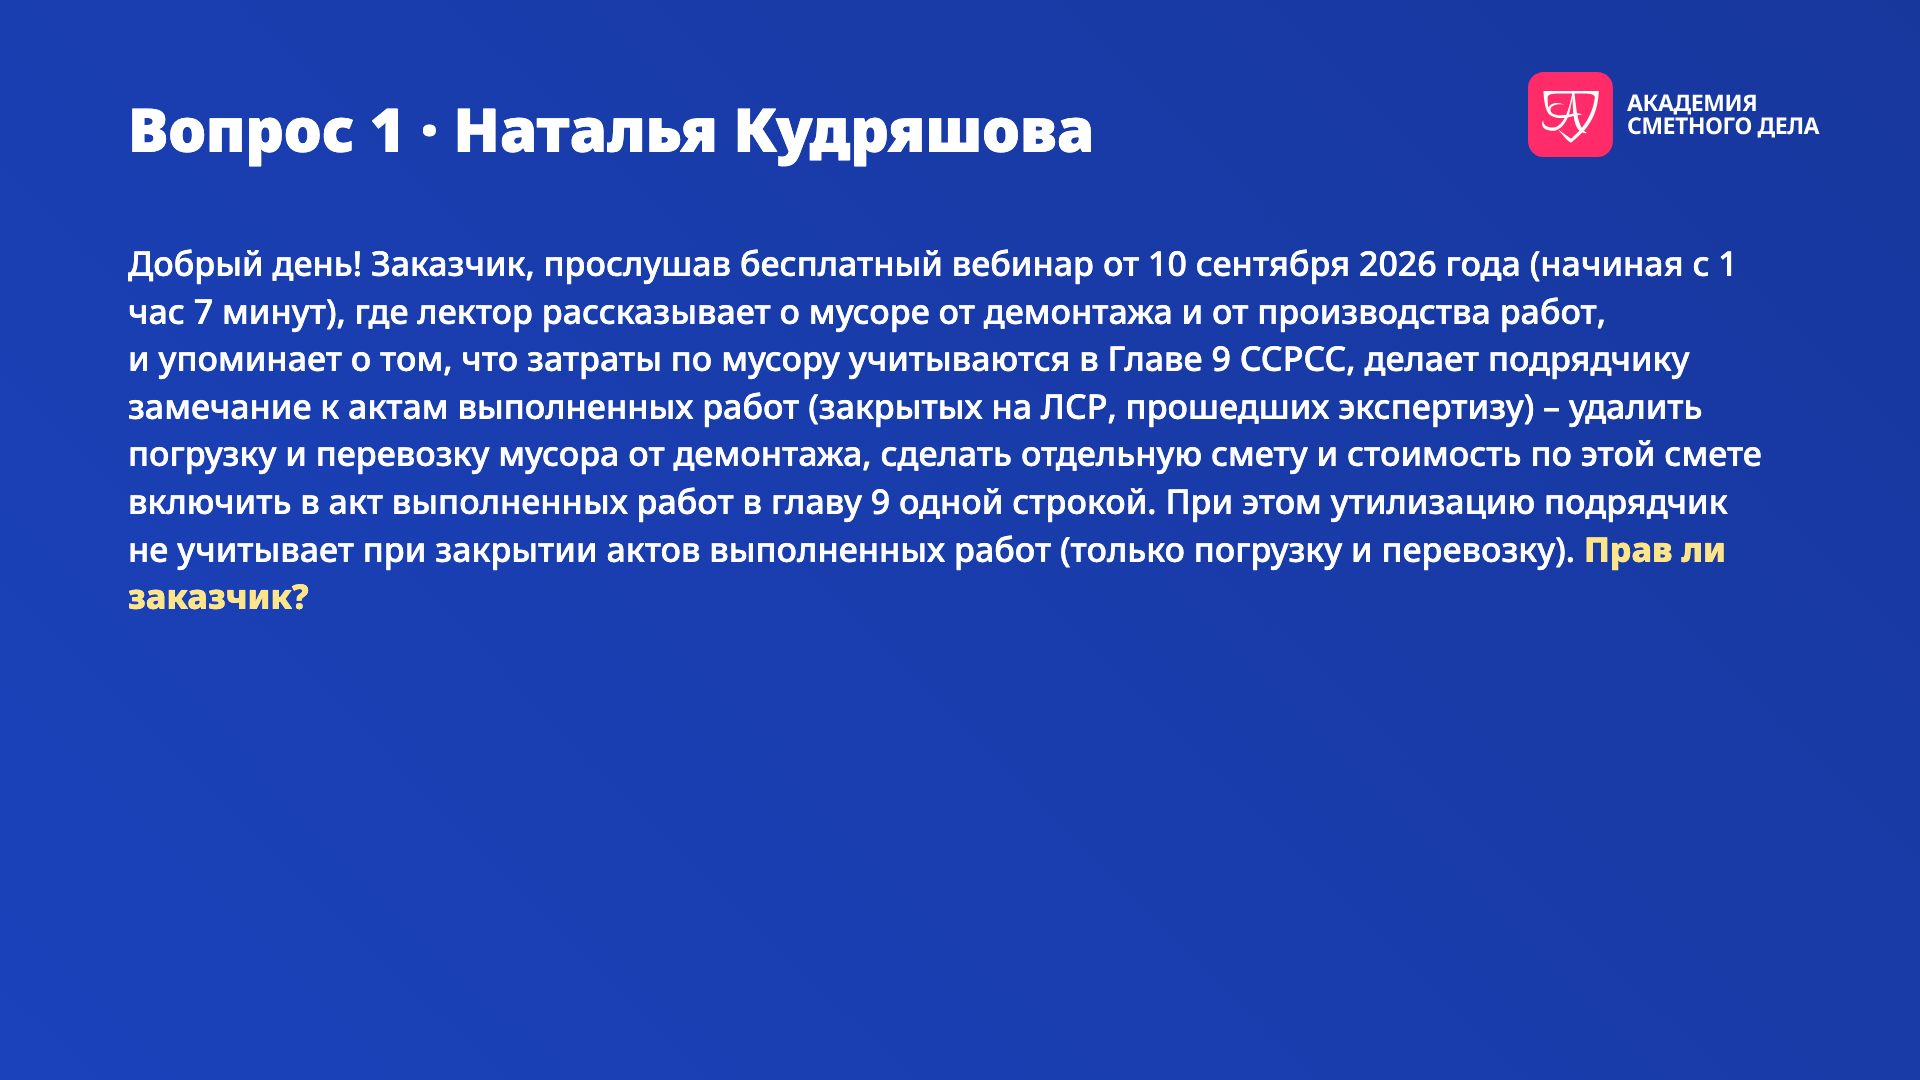 Вопрос 1 · Наталья Кудряшова
АКАДЕМИЯ
СМЕТНОГО ДЕЛА
Добрый день! Заказчик, прослушав бесплатный вебинар от 10 сентября 2026 года (начиная с 1
час 7 минут), где лектор рассказывает о мусоре от демонтажа и от производства работ,
и упоминает о том, что затраты по мусору учитываются в Главе 9 ССРСС, делает подрядчику
замечание к актам выполненных работ (закрытых на ЛСР, прошедших экспертизу) – удалить
погрузку и перевозку мусора от демонтажа, сделать отдельную смету и стоимость по этой смете
включить в акт выполненных работ в главу 9 одной строкой. При этом утилизацию подрядчик
не учитывает при закрытии актов выполненных работ (только погрузку и перевозку). Прав ли
заказчик?